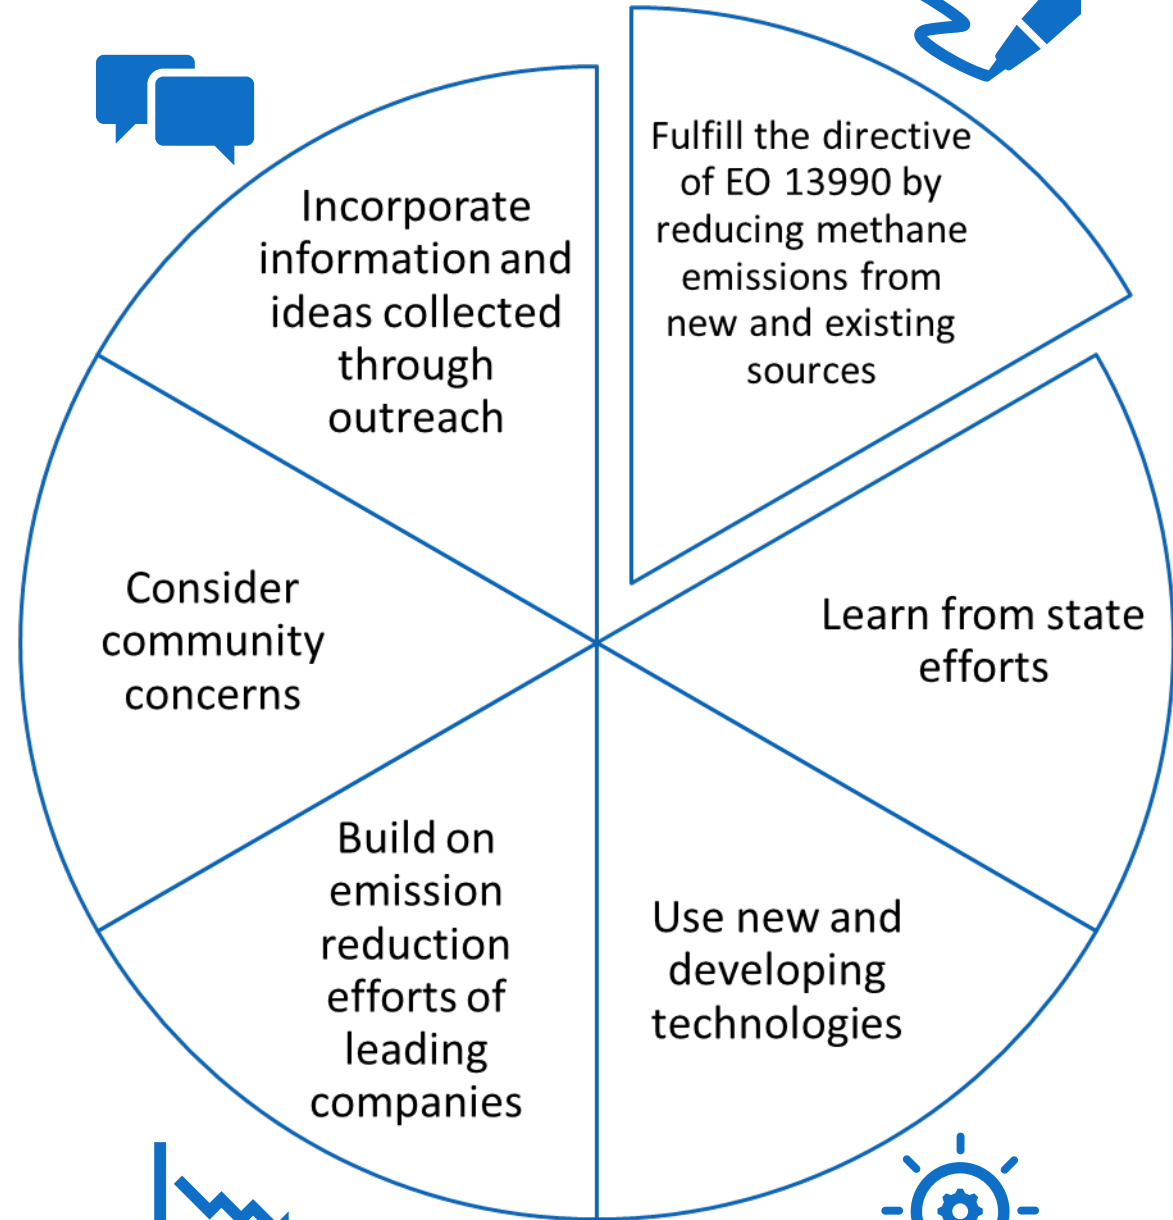 Fulfill the directive
of EO 13990 by
reducing methane
emissions from
new and existing
sources
Learn from state
efforts
Use new and
developing
technologies
Build on
emission
reduction
efforts of
leading
companies
Consider
community
concerns
Incorporate
information and
ideas collected
through
outreach